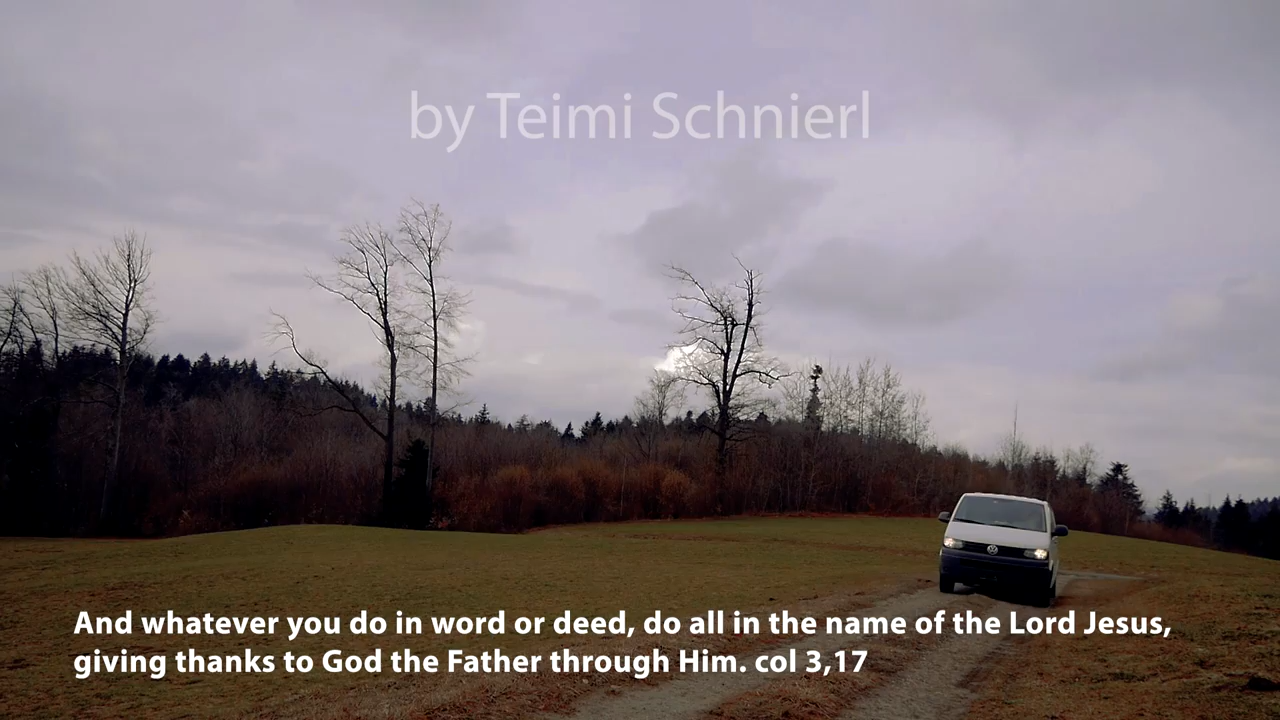 by Teimi Schnierl
And whatever you do in word or deed, do all in the name of the Lord Jesus,
giving thanks to God the Father through Him. col 3,17